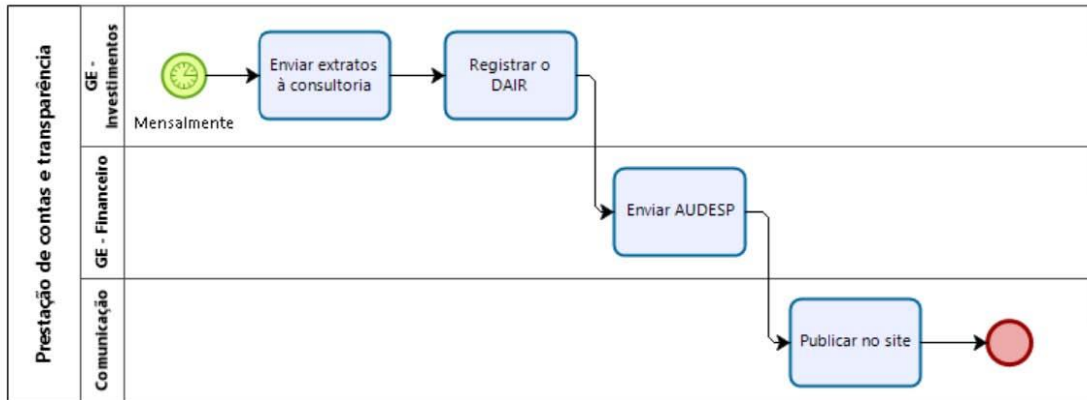 Prestação de contas e transparência
GE -
Investimentos
Mensalmente
Enviar extratos
à consultoria
Registrar o
DAIR
GE - Financeiro
Enviar AUDESP
Comunicação
Publicar no site